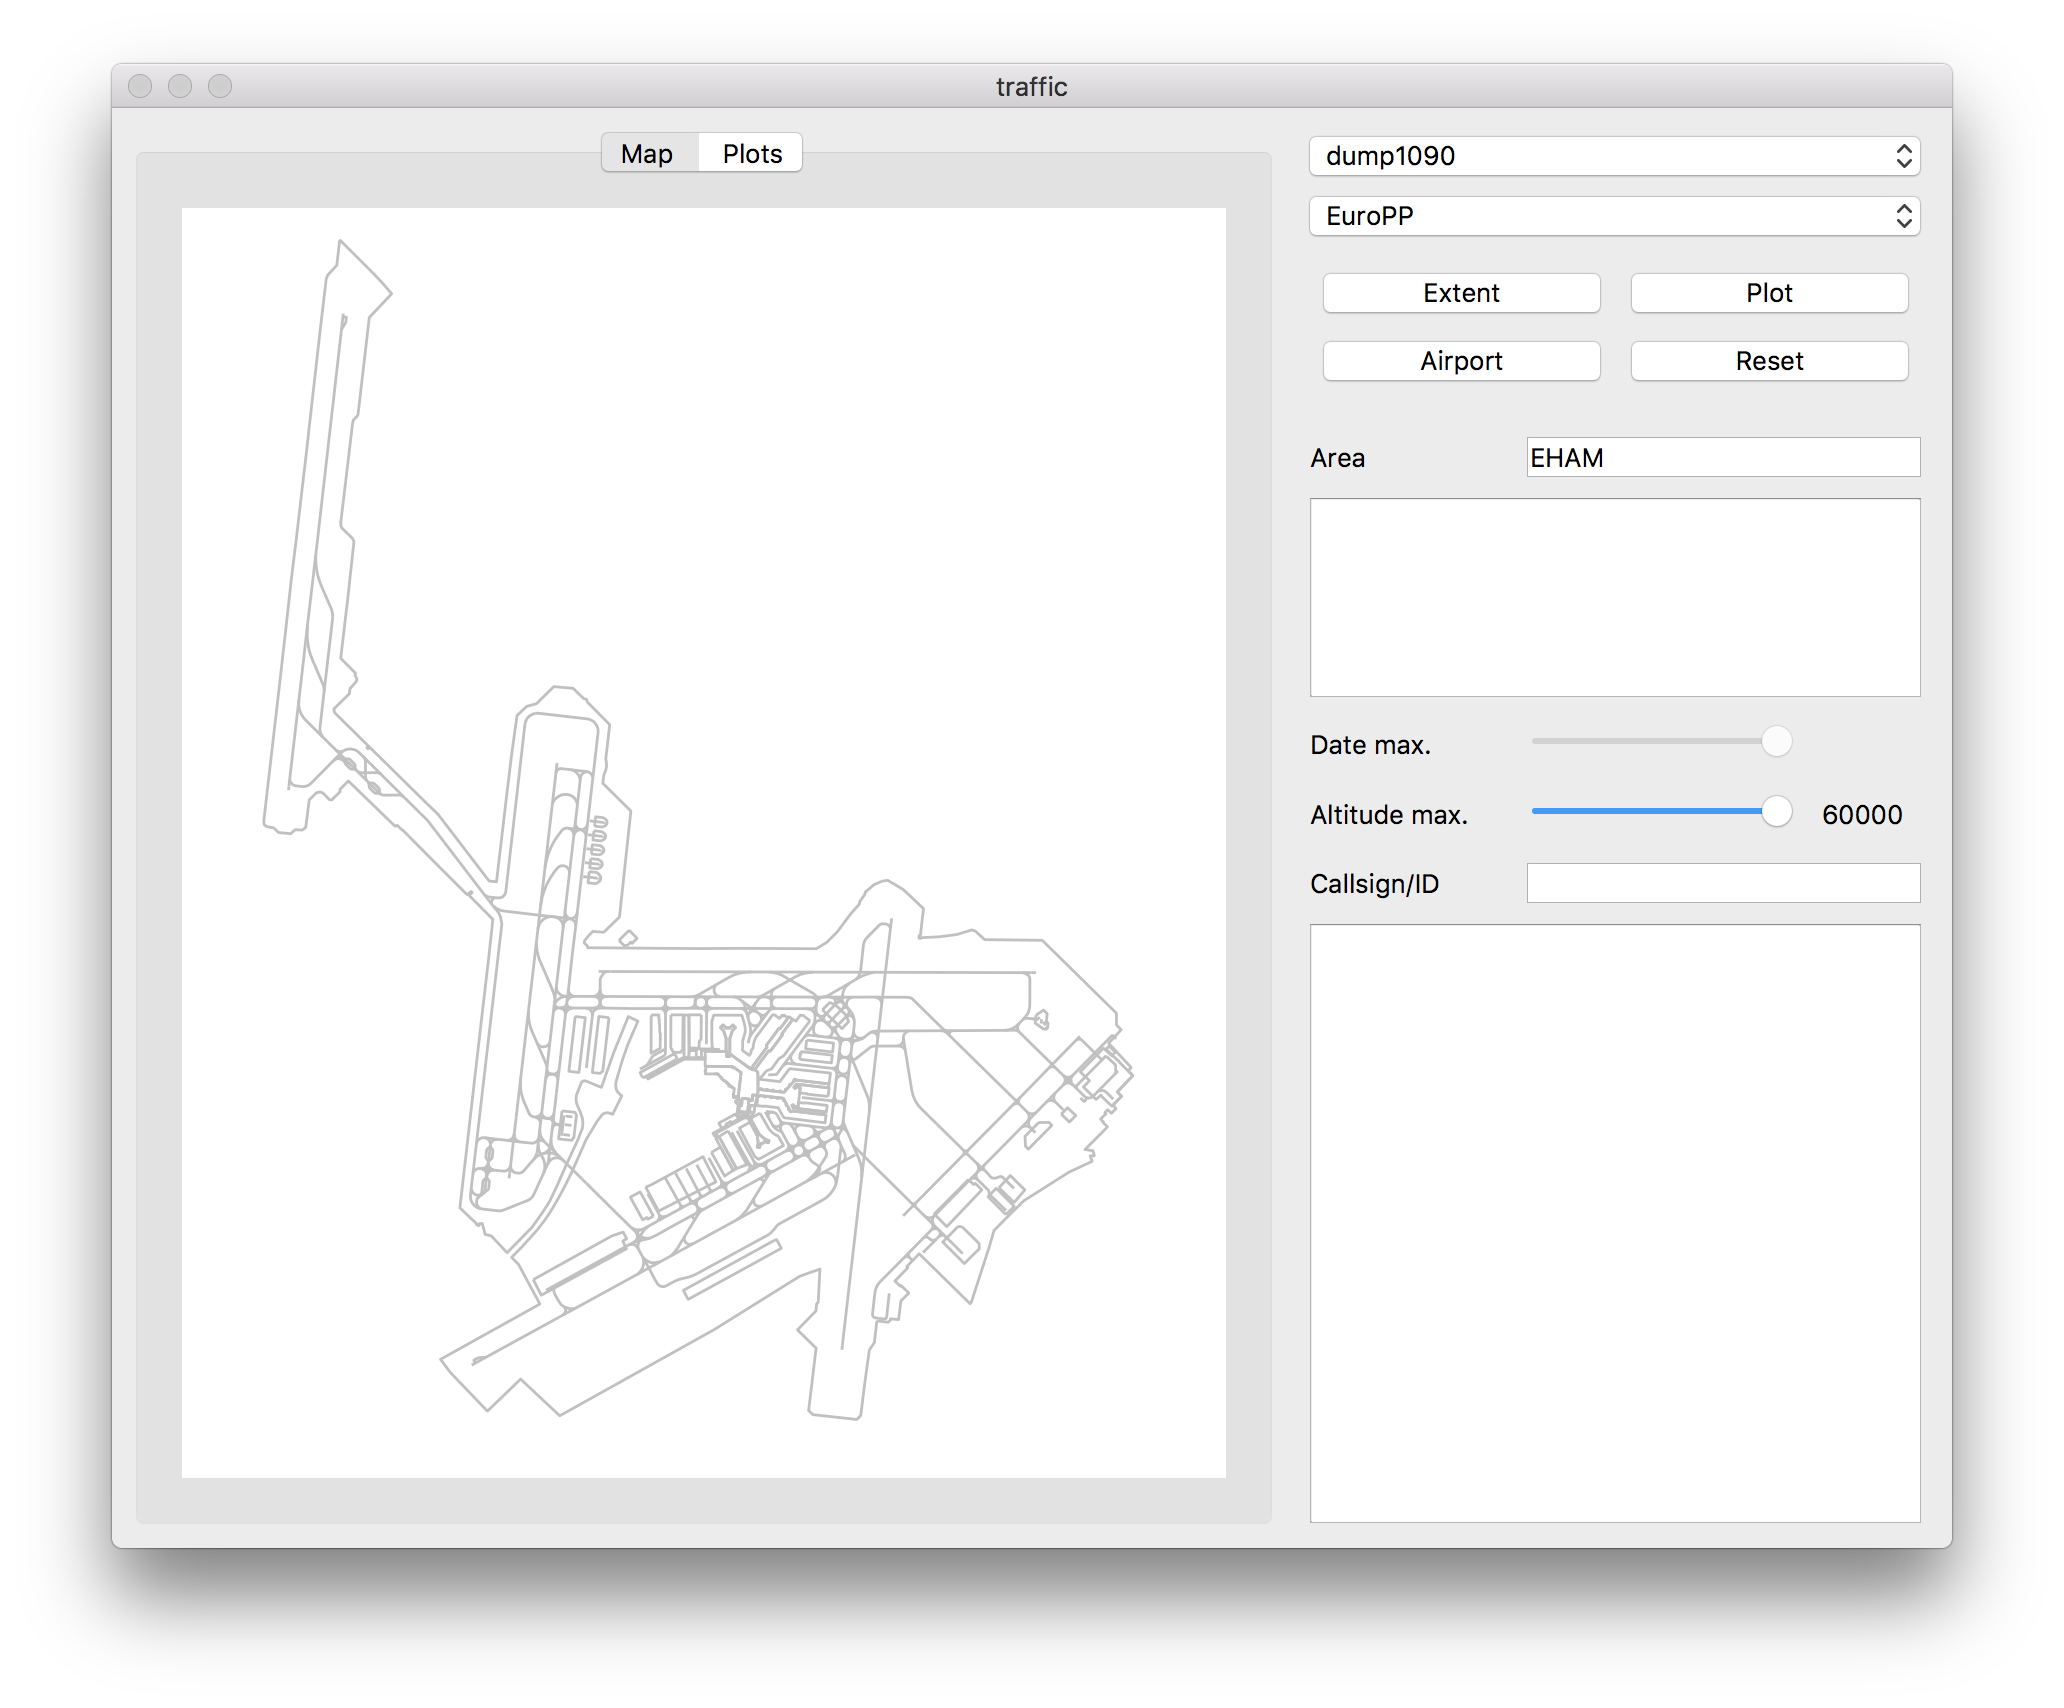 traffic
Map Plots
dump1090
EuroPP
Extent Plot
Airport Reset
Area EHAM
Date max.
Altitude max. 60000
Callsign/ID